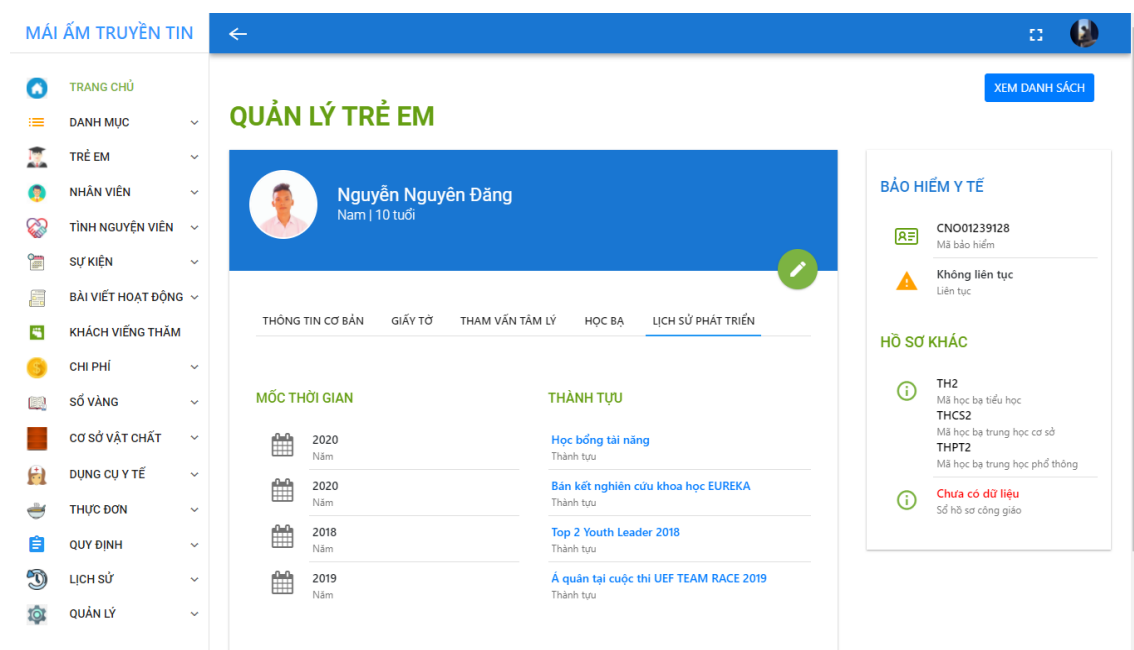 MÁI ẤM TRUYỀN TIN
TRANG CHỦ
DANH MỤC
TRẺ EM
NHÂN VIÊN
TÌNH NGUYỆN VIÊN
SỰ KIỆN
BÀI VIẾT HOẠT ĐỘNG
KHÁCH VIẾNG THĂM
CHI PHÍ
SỔ VÀNG
CƠ SỞ VẬT CHẤT
DỤNG CỤ Y TẾ
THỰC ĐƠN
QUY ĐỊNH
LỊCH SỬ
QUẢN LÝ
XEM DANH SÁCH
QUẢN LÝ TRẺ EM
Nguyễn Nguyên Đăng
Nam | 10 tuổi
THÔNG TIN CƠ BẢN GIẤY TỜ THAM VẤN TÂM LÝ HỌC BẠ LỊCH SỬ PHÁT TRIỂN
MỐC THỜI GIAN THÀNH TỰU
2020 Học bổng tài năng
Năm Thành tựu
2020 Bán kết nghiên cứu khoa học EUREKA
Năm Thành tựu
2018 Top 2 Youth Leader 2018
Năm Thành tựu
2019 Á quân tại cuộc thi UEF TEAM RACE 2019
Năm Thành tựu
BẢO HIỂM Y TẾ
CNO01239128
Mã bảo hiểm
Không liên tục
Liên tục
HỒ SƠ KHÁC
TH2
Mã học bạ tiểu học
THCS2
Mã học bạ trung học cơ sở
THPT2
Mã học bạ trung học phổ thông
Chưa có dữ liệu
Sổ hồ sơ công giáo